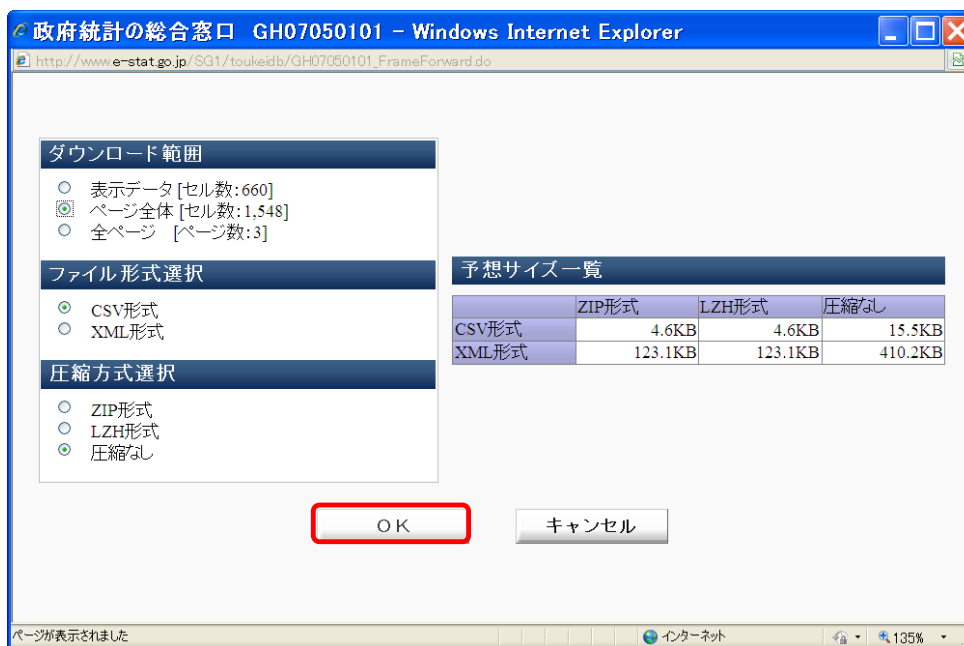 政府統計の総合窓口 GH07050101 - Windows Internet Explorer
http://www.e-stat.go.jp/SG1/toukeidb/GH07050101_FrameForward.do
ダウンロード範囲
表示データ [セル数:660]
ページ全体 [セル数:1,548]
全ページ [ページ数:3]
ファイル形式選択
CSV形式
XML形式
圧縮方式選択
ZIP形式
LZH形式
圧縮なし
予想サイズ一覧
ZIP形式 LZH形式 圧縮なし
CSV形式 4.6KB 4.6KB 15.5KB
XML形式 123.1KB 123.1KB 410.2KB
OK キャンセル
ページが表示されました インターネット 135%